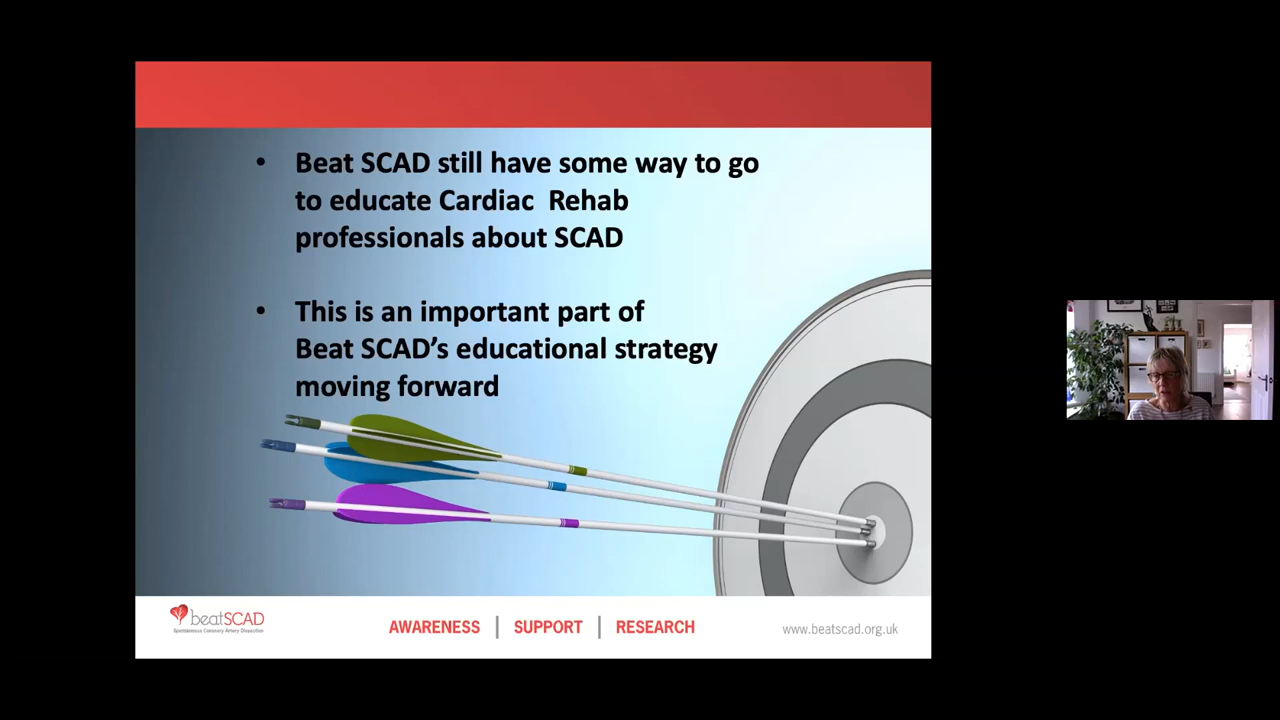 • Beat SCAD still have some way to go
to educate Cardiac Rehab
professionals about SCAD
• This is an important part of
Beat SCAD’s educational strategy
moving forward
beatSCAD
Spontaneous Coronary Artery Dissection
AWARENESS | SUPPORT | RESEARCH
www.beatscad.org.uk